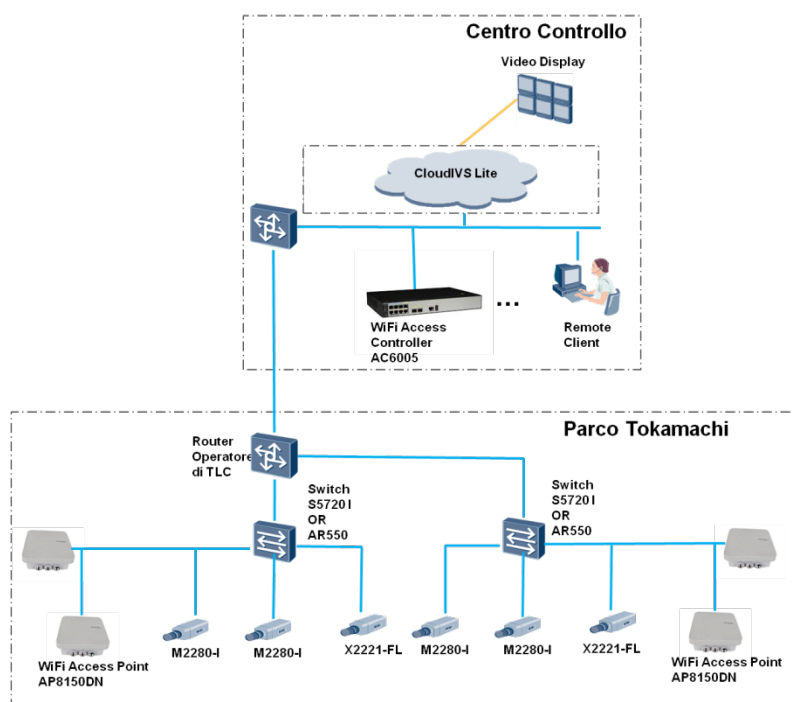 Centro Controllo
Video Display
CloudIVS Lite
...
WiFi Access
Controller
AC6005
Remote
Client
Parco Tokamachi
Router
Operatore
di TLC
Switch
S5720 I
OR
AR550
Switch
S5720 I
OR
AR550
WiFi Access Point
AP8150DN
M2280-I
M2280-I
X2221-FL
M2280-I
M2280-I
X2221-FL
WiFi Access Point
AP8150DN